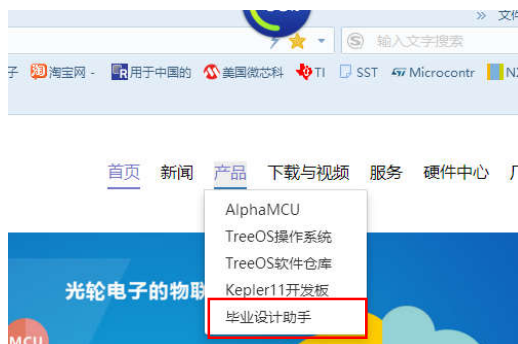 » 文件
输入文字搜索
子 淘宝网 - 用于中国的 美国微芯科 TI SST Microcontr NX
首页 新闻 产品 下载与视频 服务 硬件中心
AlphaMCU
TreeOS操作系统
TreeOS软件仓库
Kepler11开发板
毕业设计助手
光轮电子的物联
MCU